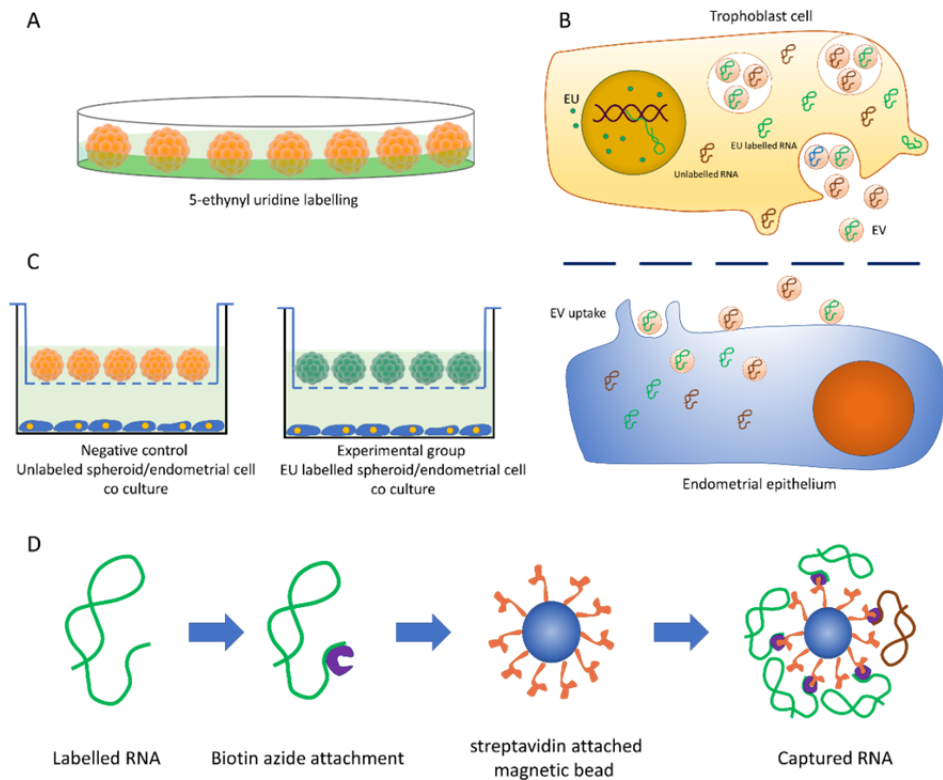 A
5-ethynyl uridine labelling
B
Trophoblast cell
EU
EU labelled RNA
Unlabelled RNA
EV
EV uptake
Endometrial epithelium
C
Negative control
Unlabeled spheroid/endometrial cell
co culture
Experimental group
EU labelled spheroid/endometrial cell
co culture
D
Labelled RNA
Biotin azide attachment
streptavidin attached
magnetic bead
Captured RNA